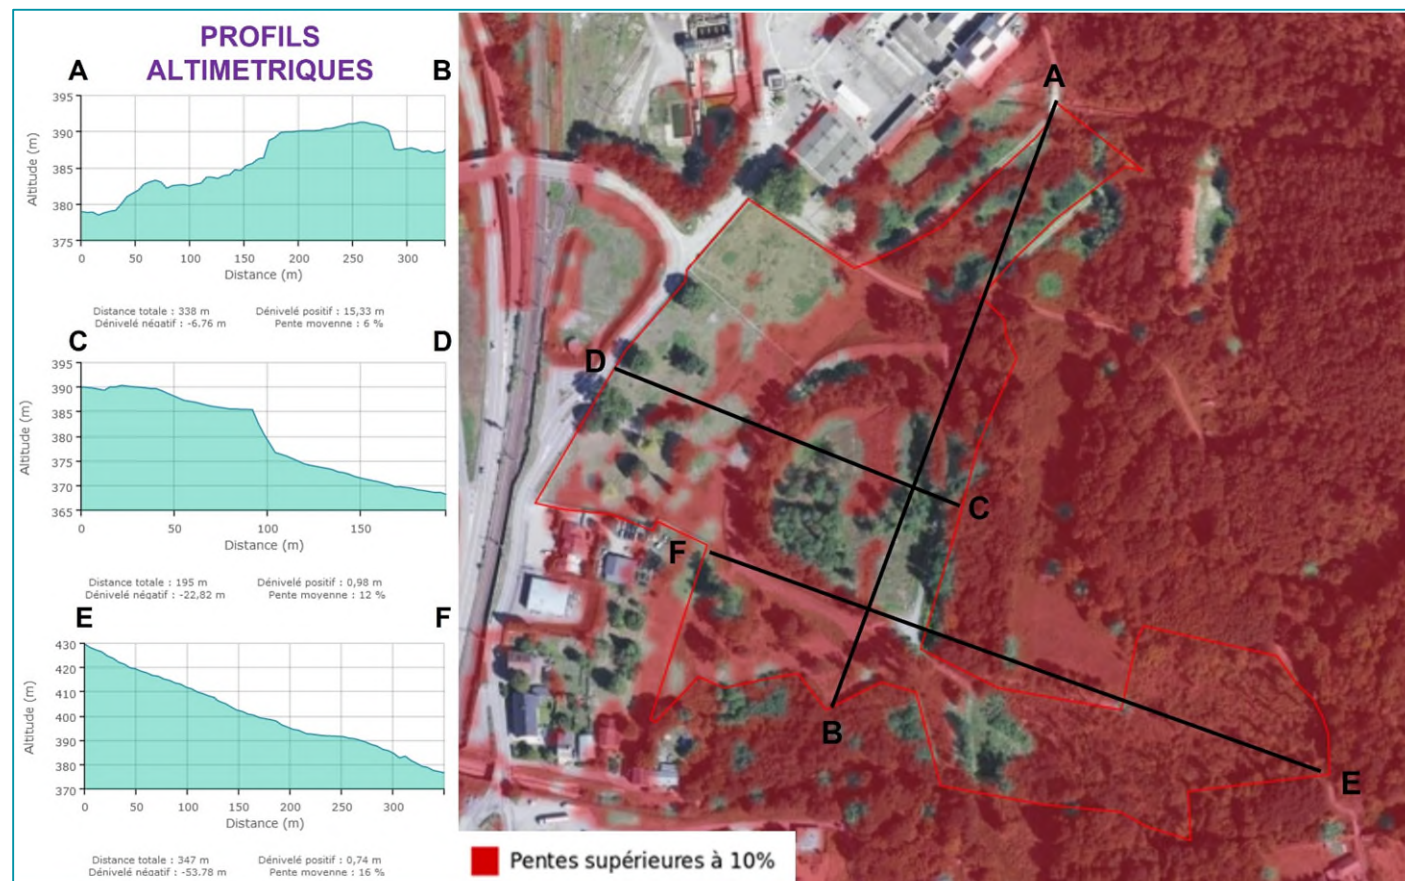 PROFILS
ALTIMETRIQUES
A
B
395
390
385
380
375
Altitude (m)
0
50
100
150
200
250
300
Distance (m)
Distance totale : 338 m
Dénivelé positif : 15,33 m
Dénivelé négatif : -6.76 m
Pente moyenne : 6 %
C
D
395
390
385
380
375
370
365
Altitude (m)
0
50
100
150
Distance (m)
Distance totale : 195 m
Dénivelé positif : 0,98 m
Dénivelé négatif : -22,82 m
Pente moyenne : 12 %
E
F
430
420
410
400
390
380
370
Altitude (m)
0
50
100
150
200
250
300
Distance (m)
Distance totale : 347 m
Dénivelé positif : 0,74 m
Dénivelé négatif : -53.78 m
Pente moyenne : 16 %
A
D
C
F
B
E
Pentes supérieures à 10%